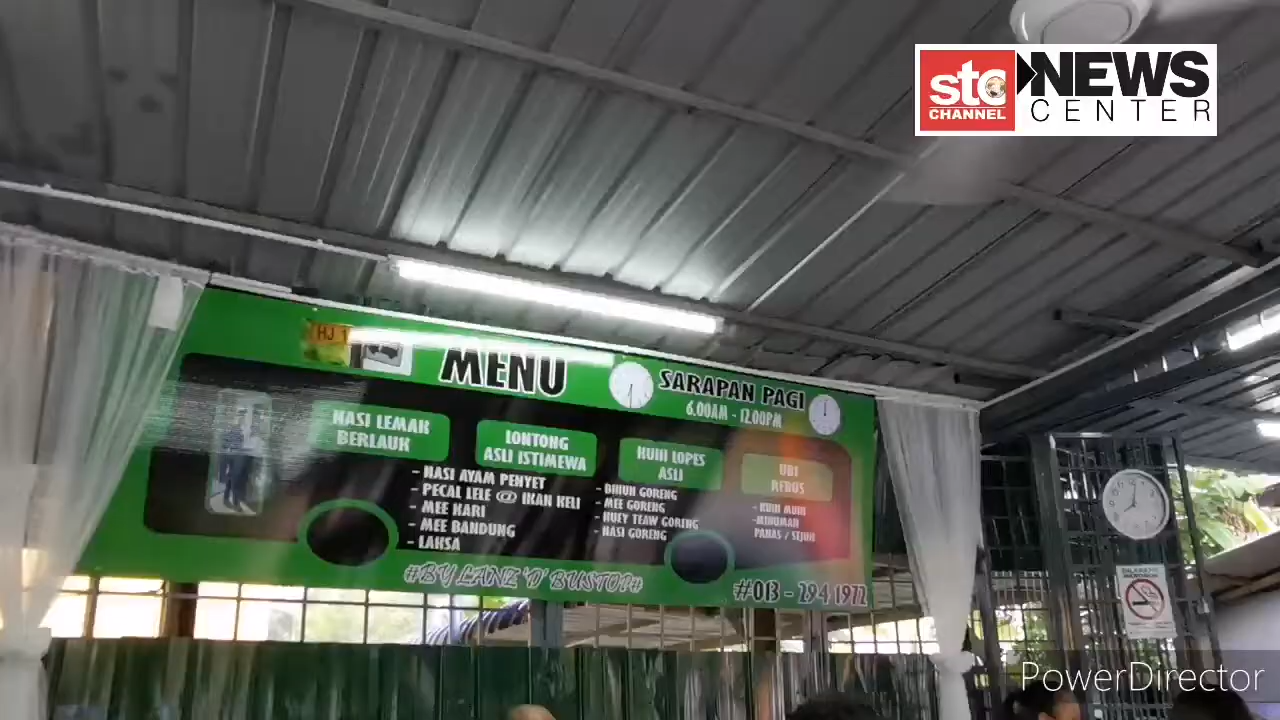 stc
CHANNEL
NEWS
CENTER
HJ 1
MENU
SARAPAN PAGI
6.00AM - 12.00PM
NASI LEMAK
BERLAUK
LONTONG
ASLI ISTIMEWA
KUIH LOPES
ASLI
UBI
REBUS
- NASI AYAM PENYET
- PECAL LELE @ IKAN KELI
- MEE KARI
- MEE BANDUNG
- LAKSA
- BIHUN GORENG
- MEE GORENG
- KUEY TEAW GORENG
- NASI GORENG
- KUIH MUIH
-MINUMAN
PANAS / SEJUK
#BY LANZ 'D' BUSTO!#
#013 - 294 1972
PowerDirector